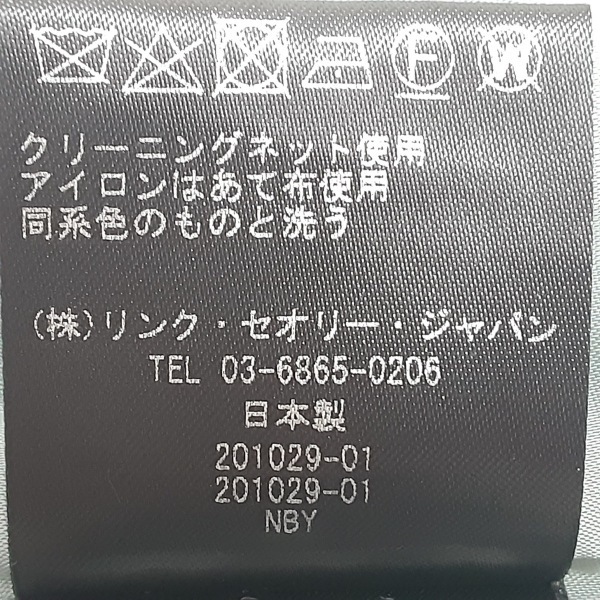 F W
クリーニングネット使用
アイロンはあて布使用
同系色のものと洗う
(株)リンク・セオリー・ジャパン
TEL 03-6865-0206
日本製
201029-01
201029-01
NBY